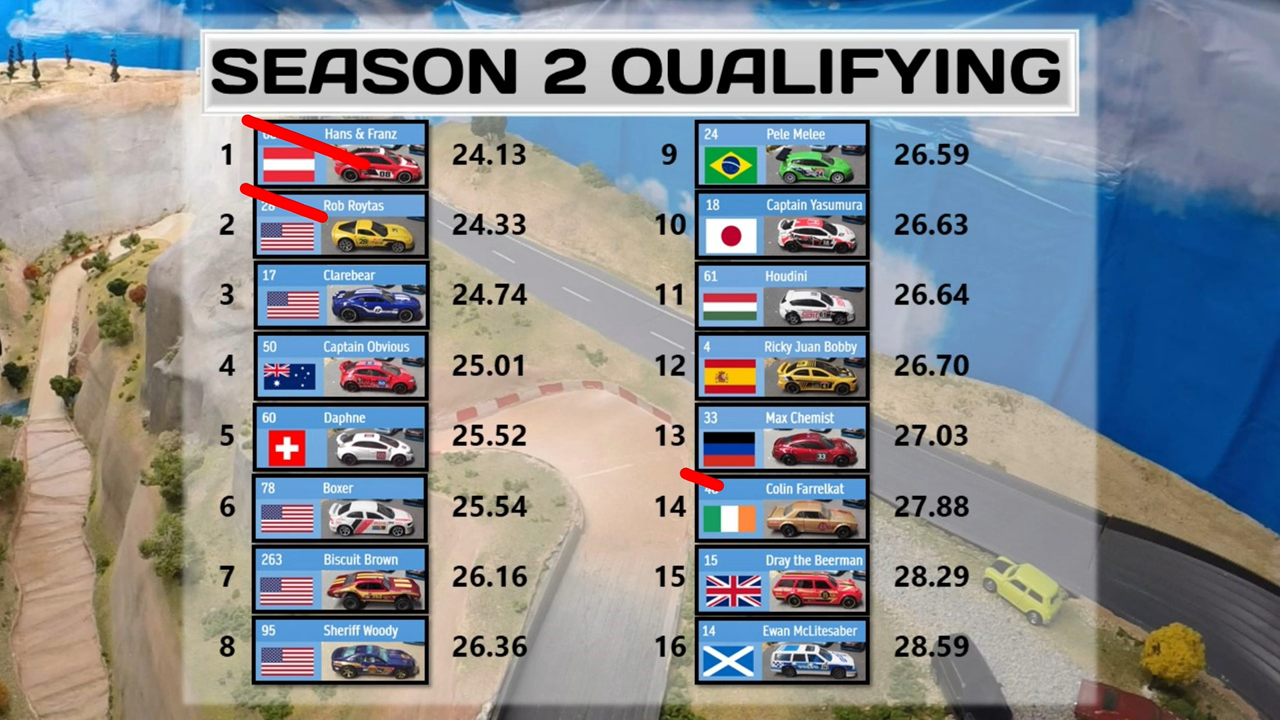 SEASON 2 QUALIFYING
1 Hans & Franz 08 24.13
2 Rob Roytas 24.33
3 17 Clarebear 24.74
4 50 Captain Obvious 25.01
5 60 Daphne 25.52
6 78 Boxer 25.54
7 263 Biscuit Brown 26.16
8 95 Sheriff Woody 26.36
9 24 Pele Melee 26.59
10 18 Captain Yasumura 26.63
11 61 Houdini 26.64
12 4 Ricky Juan Bobby 26.70
13 33 Max Chemist 33 27.03
14 Colin Farrelkat 27.88
15 15 Dray the Beerman 28.29
16 14 Ewan McLitesaber 28.59